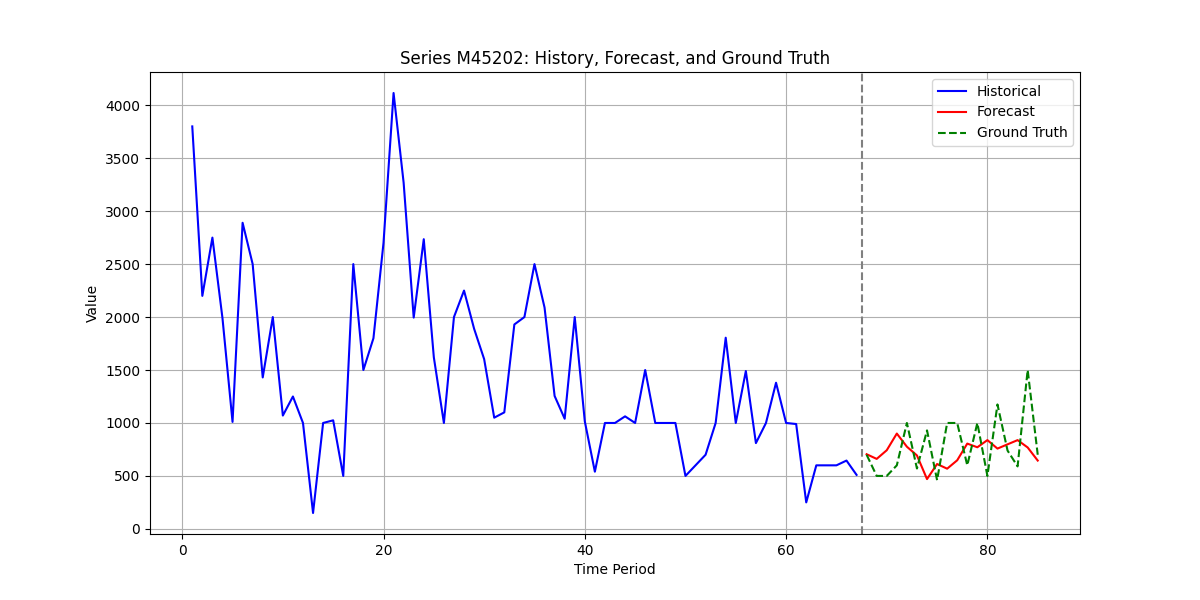 Series M45202: History, Forecast, and Ground Truth
Historical
Forecast
Ground Truth
4000
3500
3000
2500
2000
1500
1000
500
0
Value
0 20 40 60 80
Time Period